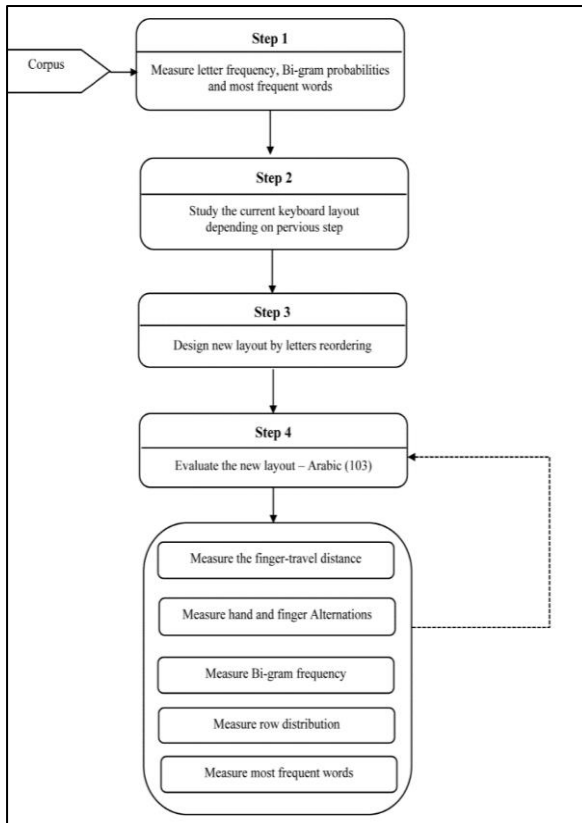 Corpus
Step 1
Measure letter frequency, Bi-gram probabilities
and most frequent words
Step 2
Study the current keyboard layout
depending on pervious step
Step 3
Design new layout by letters reordering
Step 4
Evaluate the new layout – Arabic (103)
Measure the finger-travel distance
Measure hand and finger Alternations
Measure Bi-gram frequency
Measure row distribution
Measure most frequent words